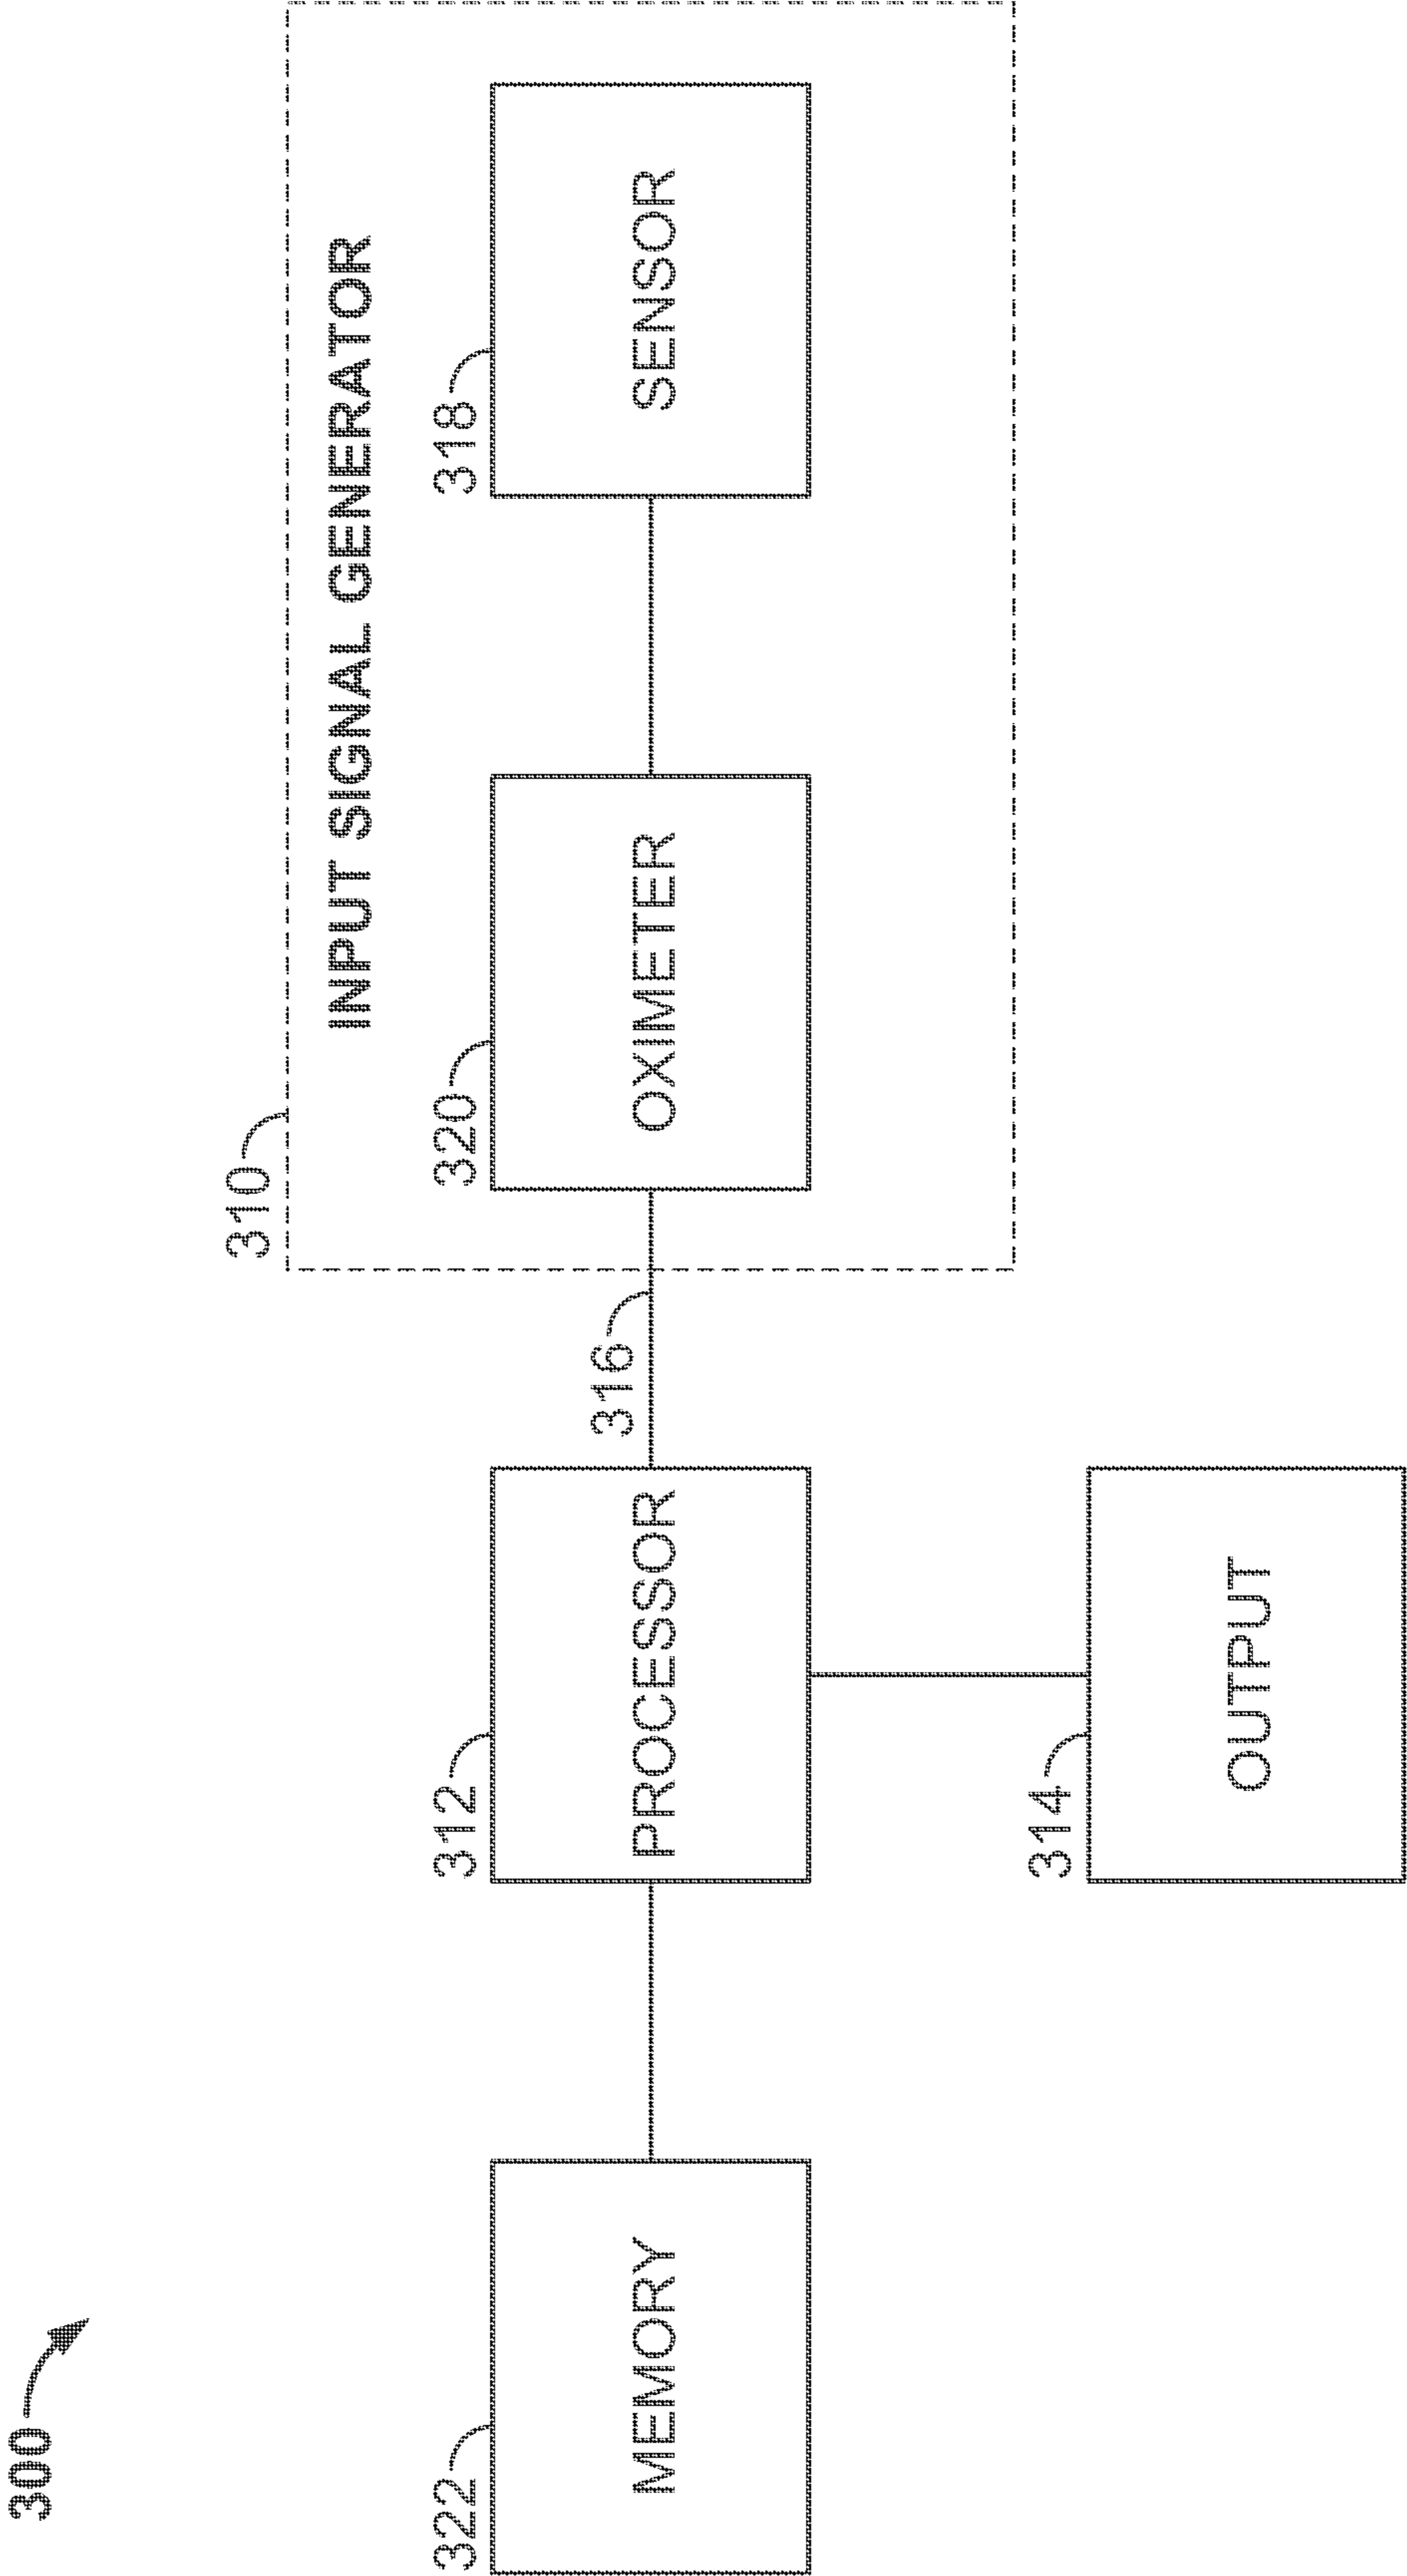 300
310
INPUT SIGNAL GENERATOR
322
312
316
320
318
MEMORY
PROCESSOR
OXIMETER
SENSOR
314
OUTPUT